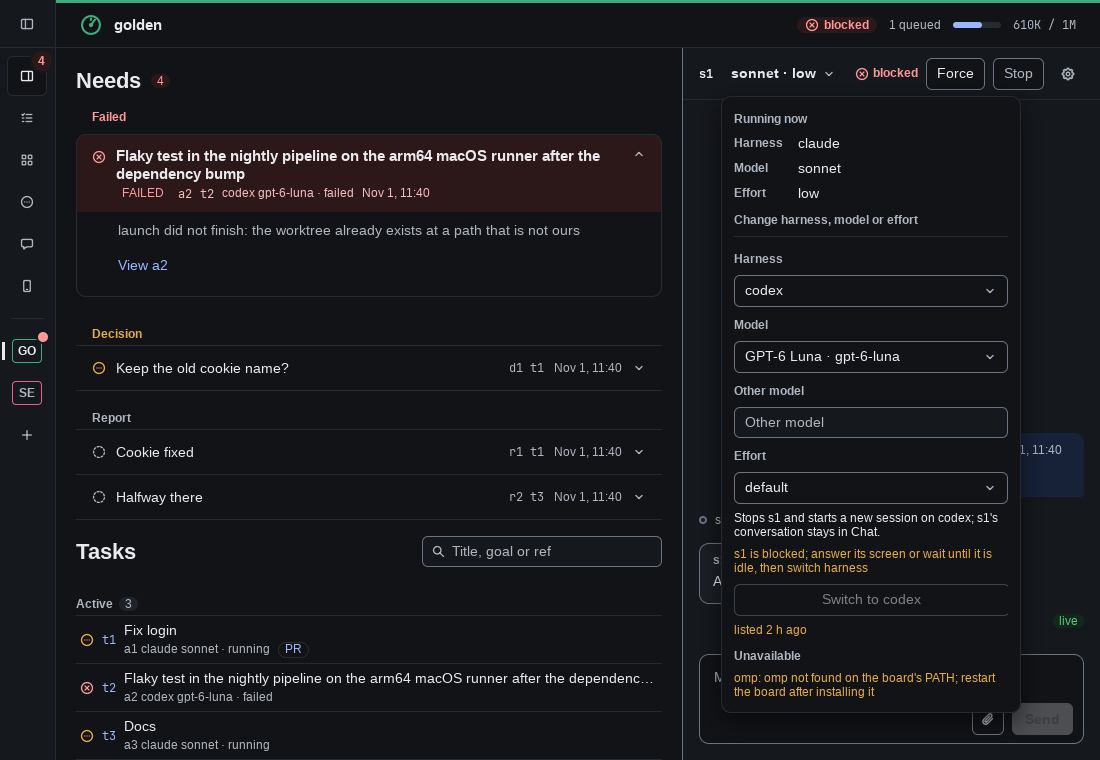 golden
blocked
1 queued
610K / 1M
4
GO
SE
Needs 4
Failed
Flaky test in the nightly pipeline on the arm64 macOS runner after the
dependency bump
FAILED a2 t2 codex gpt-6-luna · failed Nov 1, 11:40
launch did not finish: the worktree already exists at a path that is not ours
View a2
Decision
Keep the old cookie name? d1 t1 Nov 1, 11:40
Report
Cookie fixed r1 t1 Nov 1, 11:40
Halfway there r2 t3 Nov 1, 11:40
Tasks
Title, goal or ref
Active 3
t1 Fix login
a1 claude sonnet · running PR
t2 Flaky test in the nightly pipeline on the arm64 macOS runner after the dependenc…
a2 codex gpt-6-luna · failed
t3 Docs
a3 claude sonnet · running
s1 sonnet · low blocked Force Stop
Running now
Harness claude
Model sonnet
Effort low
Change harness, model or effort
Harness
codex
Model
GPT-6 Luna · gpt-6-luna
Other model
Other model
Effort
default
Stops s1 and starts a new session on codex; s1's
conversation stays in Chat.
s1 is blocked; answer its screen or wait until it is
idle, then switch harness
Switch to codex
listed 2 h ago
Unavailable
omp: omp not found on the board's PATH; restart
the board after installing it
11:40
live
Send